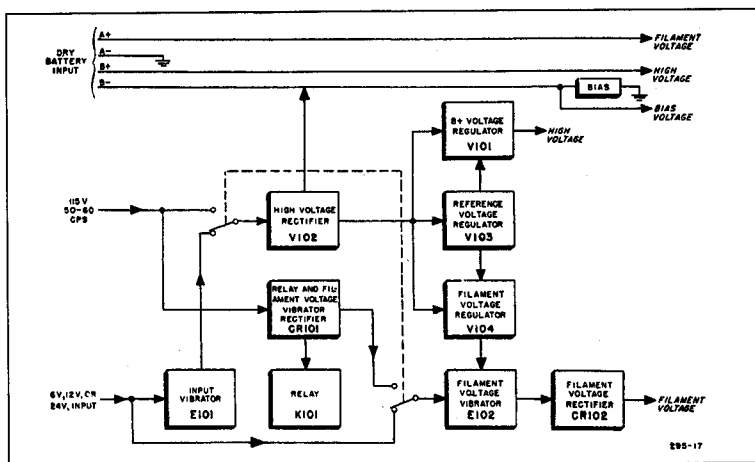 DRY
BATTERY
INPUT
A+
A-
B+
B-
FILAMENT
VOLTAGE
HIGH
VOLTAGE
BIAS
BIAS
VOLTAGE
B+ VOLTAGE
REGULATOR
V101
HIGH
VOLTAGE
115V
50-60
CPS
HIGH VOLTAGE
RECTIFIER
V102
REFERENCE
VOLTAGE
REGULATOR
V103
RELAY AND FIL-
AMENT VOLTAGE
VIBRATOR
RECTIFIER
CR101
FILAMENT
VOLTAGE
REGULATOR
V104
6V, 12V, OR
24V, INPUT
INPUT
VIBRATOR
E101
RELAY
K101
FILAMENT
VOLTAGE
VIBRATOR
E102
FILAMENT
VOLTAGE
RECTIFIER
CR102
FILAMENT
VOLTAGE
295-17